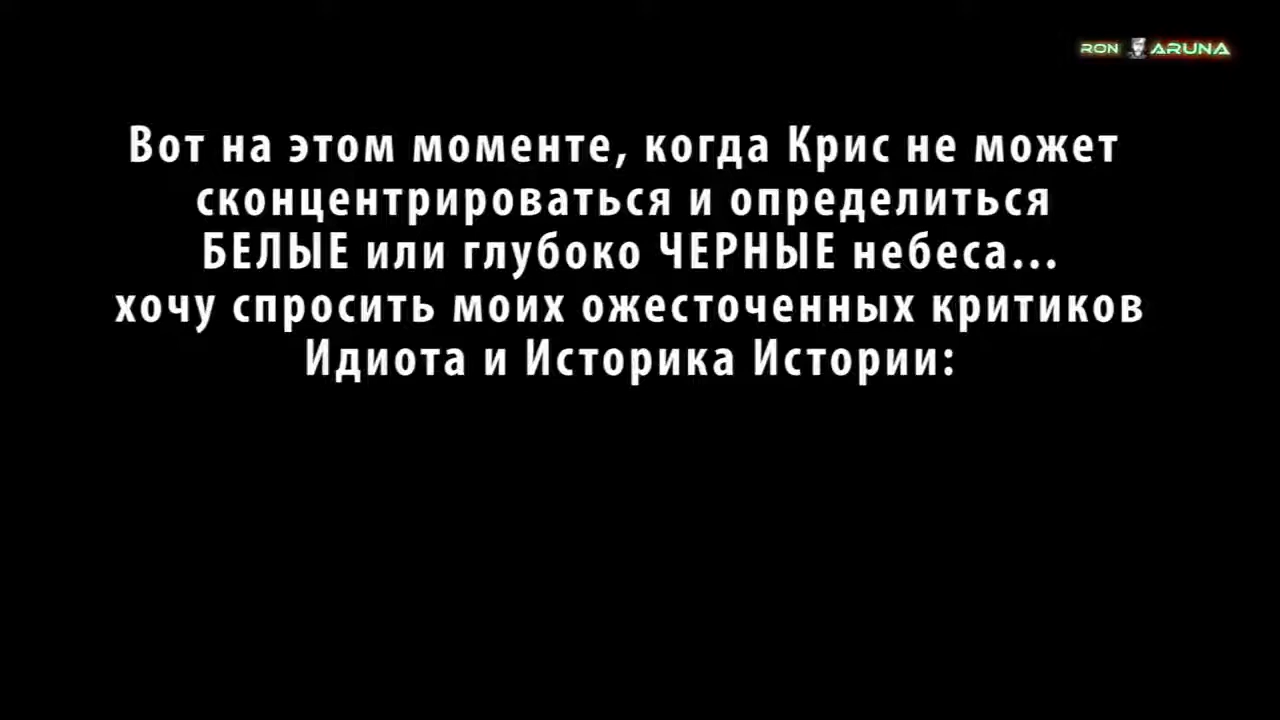 RON ARUNA
Вот на этом моменте, когда Крис не может
сконцентрироваться и определиться
БЕЛЫЕ или глубоко ЧЕРНЫЕ небеса...
хочу спросить моих ожесточенных критиков
Идиота и Историка Истории: